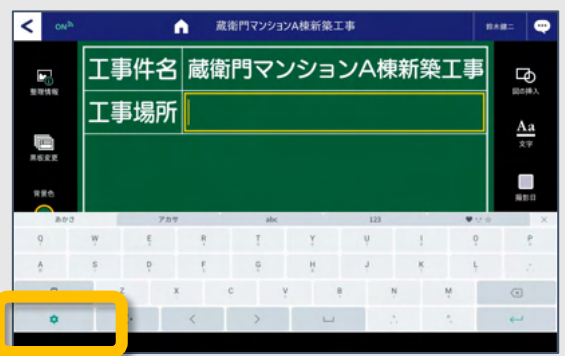 ON
蔵衛門マンションA棟新築工事
鈴木健二
工事件名 蔵衛門マンションA棟新築工事
工事場所
整理情報
黒板変更
背景色
図の挿入
Aa
文字
撮影日
あかさ アカサ abc 123
Q W E R T Y U I O P
A S D F G H J K L
Z X C V B N M